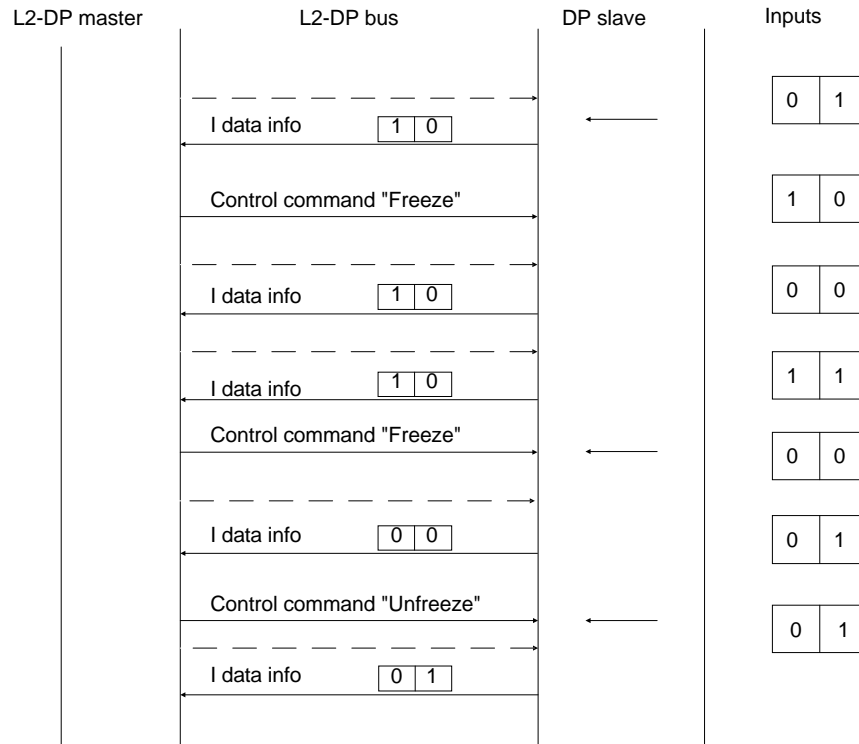 L2-DP master L2-DP bus DP slave Inputs
0 1
I data info 1 0
Control command "Freeze" 1 0
I data info 1 0 0 0
I data info 1 0 1 1
Control command "Freeze"
0 0
I data info 0 0 0 1
Control command "Unfreeze"
0 1
I data info 0 1